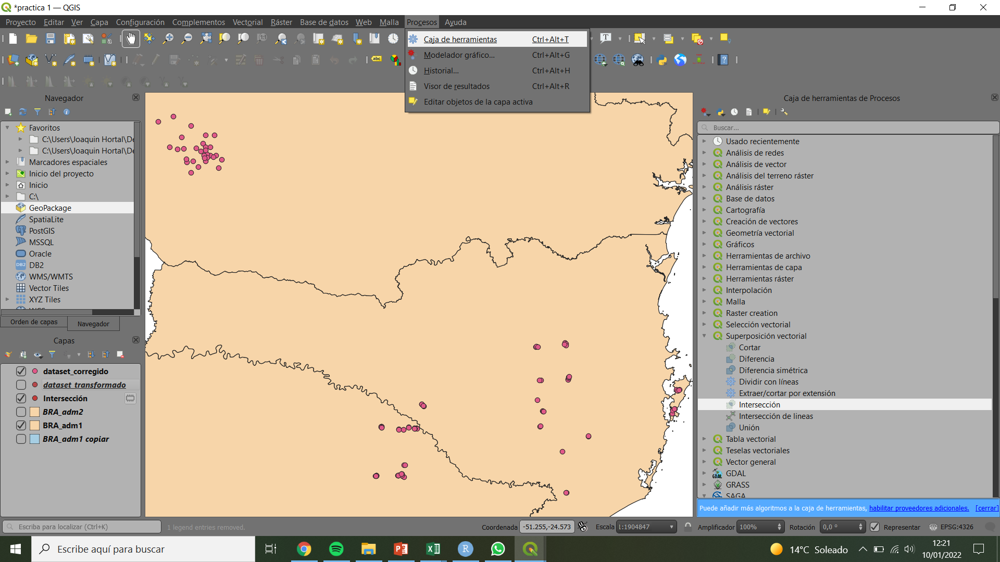 *practica 1 — QGIS
Proyecto Editar Ver Capa Configuración Complementos Vectorial Ráster Base de datos Web Malla Procesos Ayuda
Caja de herramientas Ctrl+Alt+T
Modelador gráfico... Ctrl+Alt+G
Historial... Ctrl+Alt+H
Visor de resultados Ctrl+Alt+R
Editar objetos de la capa activa
abc
Navegador
Favoritos
C:\Users\Joaquin Hortal\De
C:\Users\Joaquin Hortal\De
Marcadores espaciales
Inicio del proyecto
Inicio
C:\
GeoPackage
SpatiaLite
PostGIS
MSSQL
Oracle
DB2
WMS/WMTS
Vector Tiles
XYZ Tiles
Orden de capas
Navegador
Capas
dataset_corregido
dataset_transformado
Intersección
BRA_adm2
BRA_adm1
BRA_adm1 copiar
Caja de herramientas de Procesos
Buscar...
Usado recientemente
Análisis de redes
Análisis de vector
Análisis del terreno ráster
Análisis ráster
Base de datos
Cartografía
Creación de vectores
Geometría vectorial
Gráficos
Herramientas de archivo
Herramientas de capa
Herramientas ráster
Interpolación
Malla
Raster creation
Selección vectorial
Superposición vectorial
Cortar
Diferencia
Diferencia simétrica
Dividir con líneas
Extraer/cortar por extensión
Intersección
Intersección de lineas
Unión
Tabla vectorial
Teselas vectoriales
Vector general
GDAL
GRASS
SAGA
Puede añadir más algoritmos a la caja de herramientas, habilitar proveedores adicionales. [cerrar]
Escriba para localizar (Ctrl+K)
1 legend entries removed.
Coordenada -51.255,-24.573
Escala 1:1904847
Amplificador 100%
Rotación 0,0 °
Representar
EPSG:4326
Escribe aquí para buscar
14°C Soleado
12:21
10/01/2022